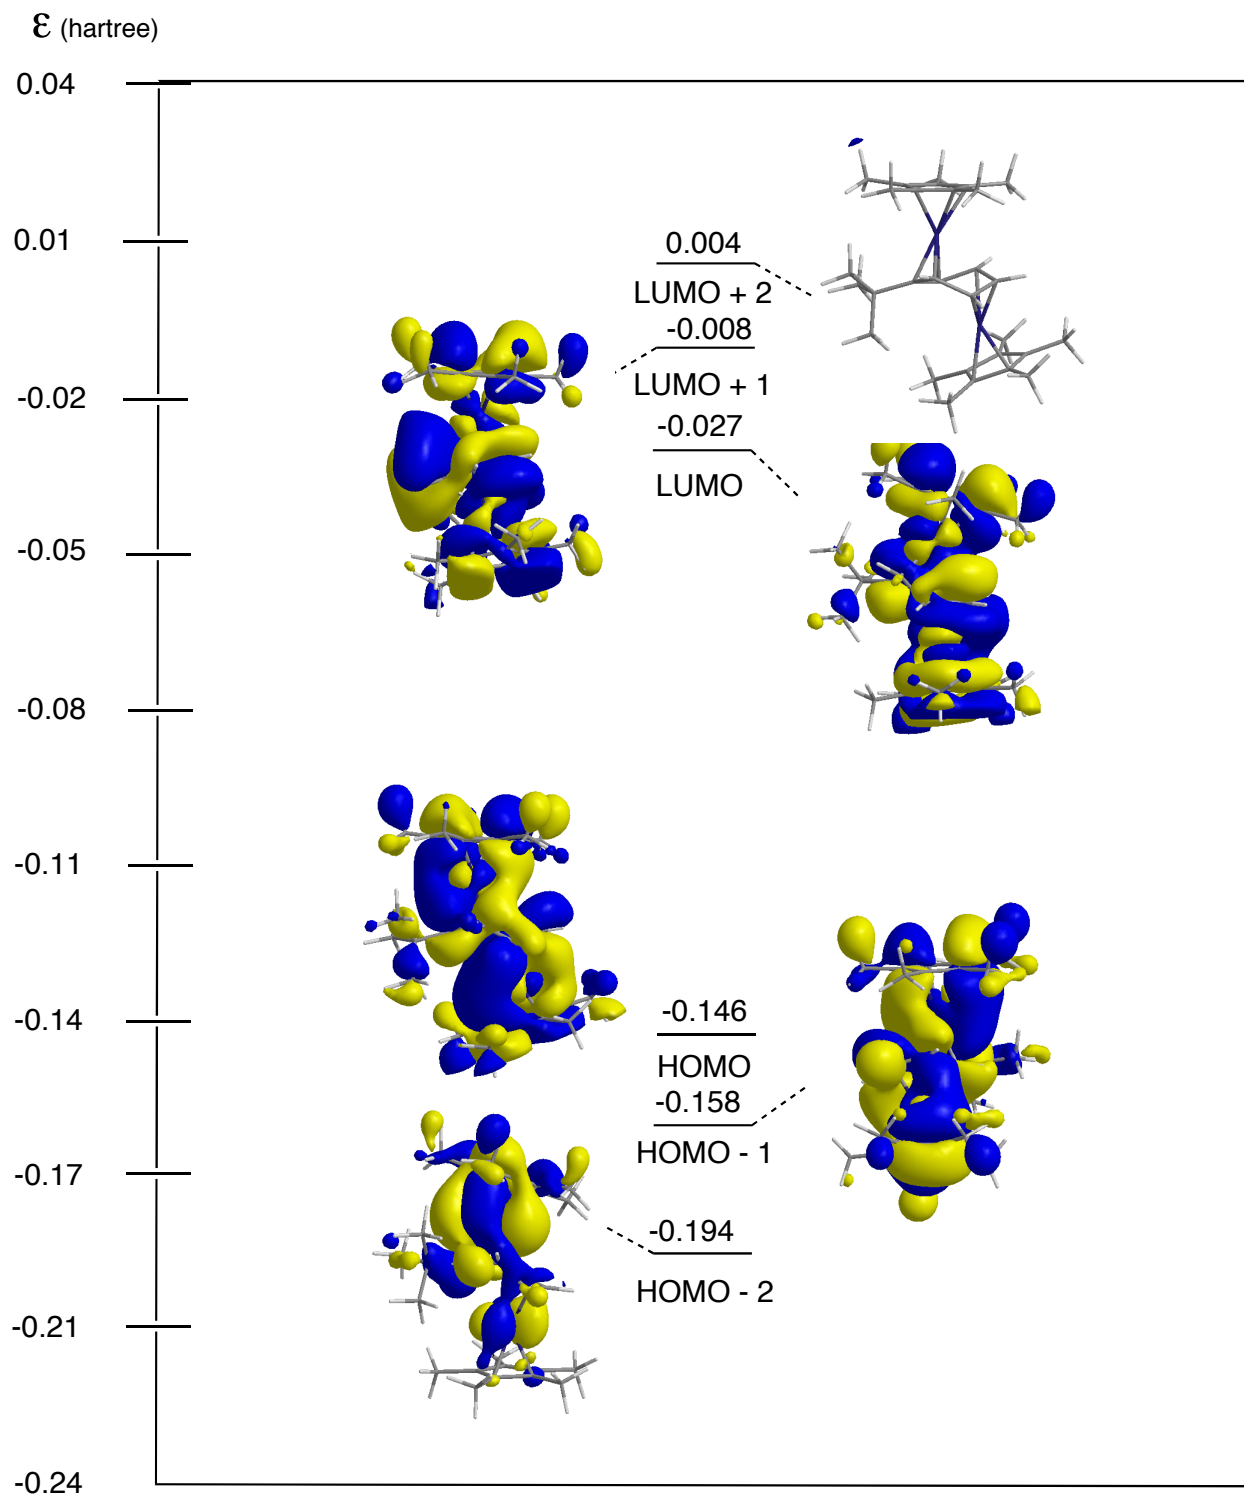 ε (hartree)
0.04
0.01
-0.02
-0.05
-0.08
-0.11
-0.14
-0.17
-0.21
-0.24
0.004
LUMO + 2
-0.008
LUMO + 1
-0.027
LUMO
-0.146
HOMO
-0.158
HOMO - 1
-0.194
HOMO - 2